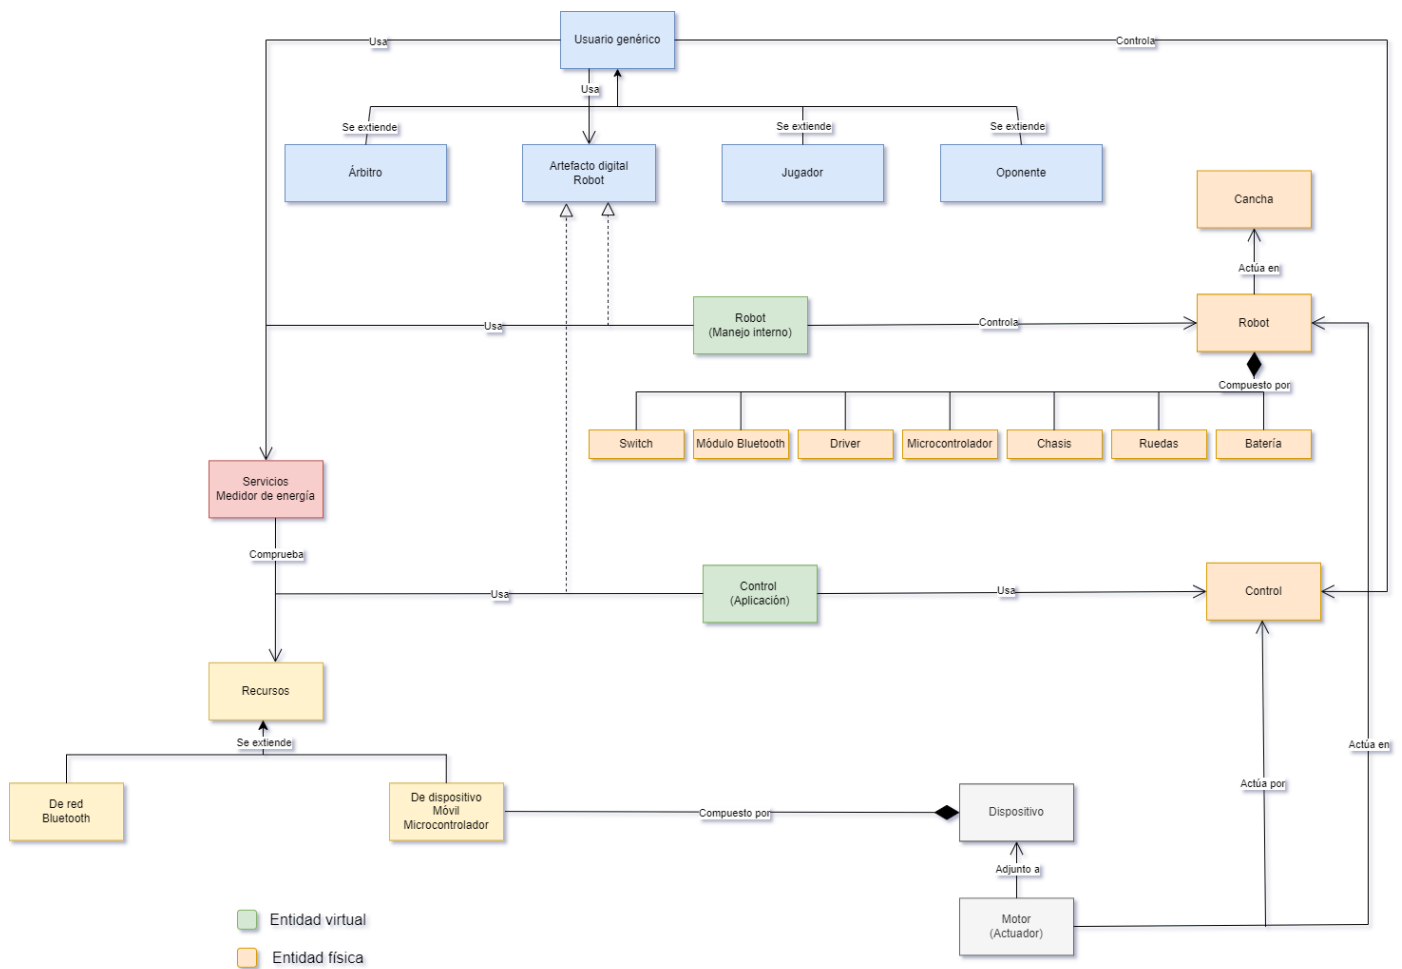 Usuario genérico
Usa
Controla
Usa
Se extiende
Se extiende
Se extiende
Árbitro
Artefacto digital
Robot
Jugador
Oponente
Cancha
Actúa en
Robot
(Manejo interno)
Usa
Controla
Robot
Compuesto por
Switch
Módulo Bluetooth
Driver
Microcontrolador
Chasis
Ruedas
Batería
Servicios
Medidor de energía
Comprueba
Usa
Control
(Aplicación)
Usa
Control
Recursos
Se extiende
Actúa en
De red
Bluetooth
De dispositivo
Móvil
Microcontrolador
Compuesto por
Dispositivo
Actúa por
Adjunto a
Motor
(Actuador)
Entidad virtual
Entidad física